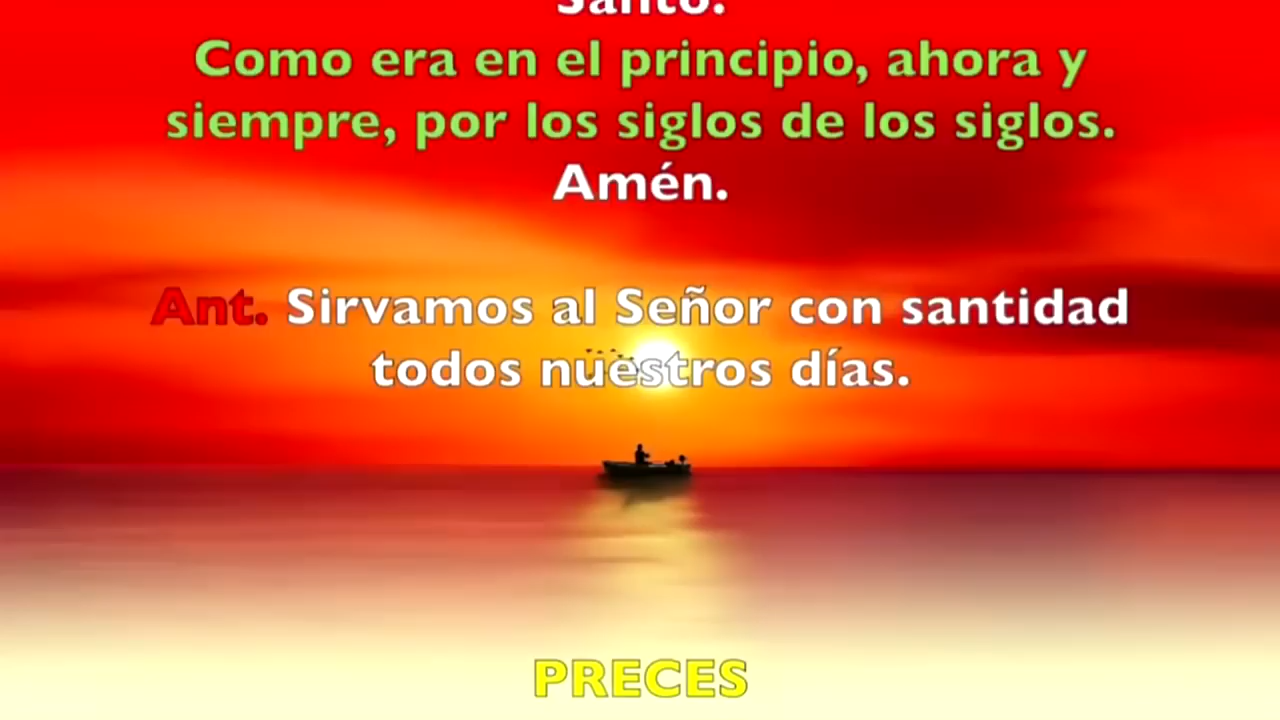 Santo.
Como era en el principio, ahora y
siempre, por los siglos de los siglos.
Amén.
Ant. Sirvamos al Señor con santidad
todos nuestros días.
PRECES